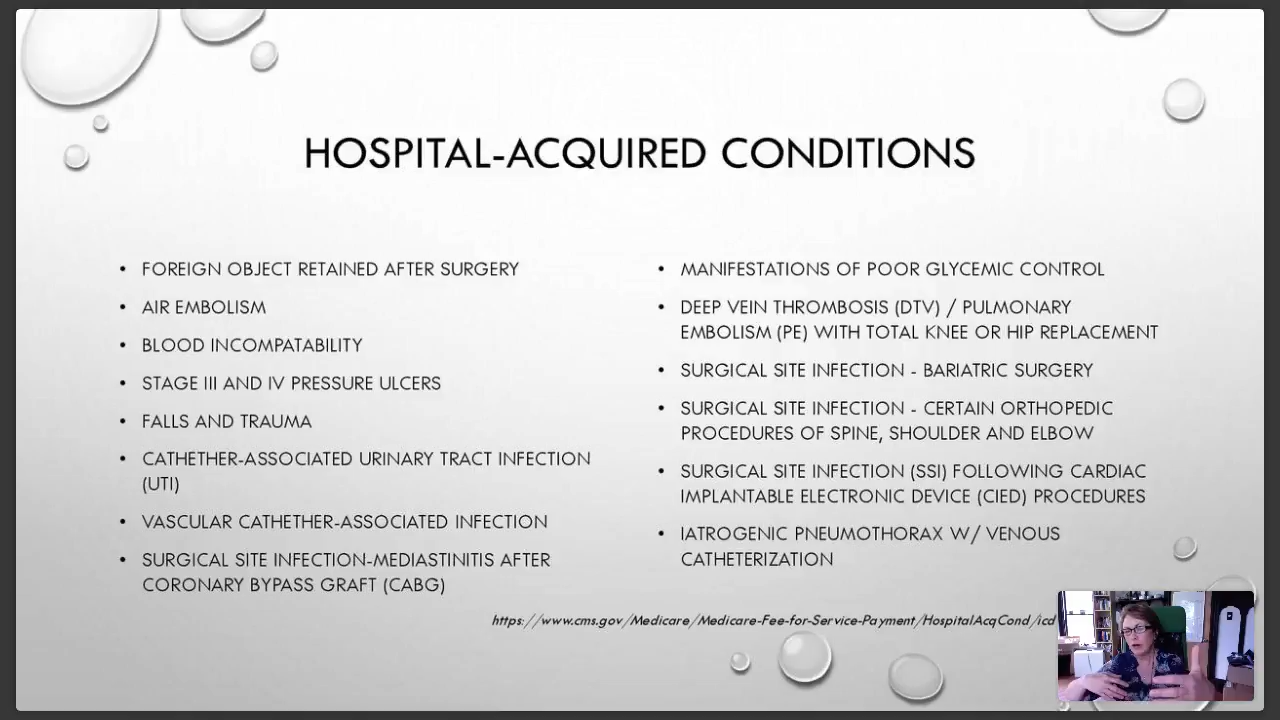 HOSPITAL-ACQUIRED CONDITIONS
• FOREIGN OBJECT RETAINED AFTER SURGERY
• AIR EMBOLISM
• BLOOD INCOMPATABILITY
• STAGE III AND IV PRESSURE ULCERS
• FALLS AND TRAUMA
• CATHETHER-ASSOCIATED URINARY TRACT INFECTION
(UTI)
• VASCULAR CATHETHER-ASSOCIATED INFECTION
• SURGICAL SITE INFECTION-MEDIASTINITIS AFTER
CORONARY BYPASS GRAFT (CABG)
• MANIFESTATIONS OF POOR GLYCEMIC CONTROL
• DEEP VEIN THROMBOSIS (DTV) / PULMONARY
EMBOLISM (PE) WITH TOTAL KNEE OR HIP REPLACEMENT
• SURGICAL SITE INFECTION - BARIATRIC SURGERY
• SURGICAL SITE INFECTION - CERTAIN ORTHOPEDIC
PROCEDURES OF SPINE, SHOULDER AND ELBOW
• SURGICAL SITE INFECTION (SSI) FOLLOWING CARDIAC
IMPLANTABLE ELECTRONIC DEVICE (CIED) PROCEDURES
• IATROGENIC PNEUMOTHORAX W/ VENOUS
CATHETERIZATION
https://www.cms.gov/Medicare/Medicare-Fee-for-Service-Payment/HospitalAcqCond/icd